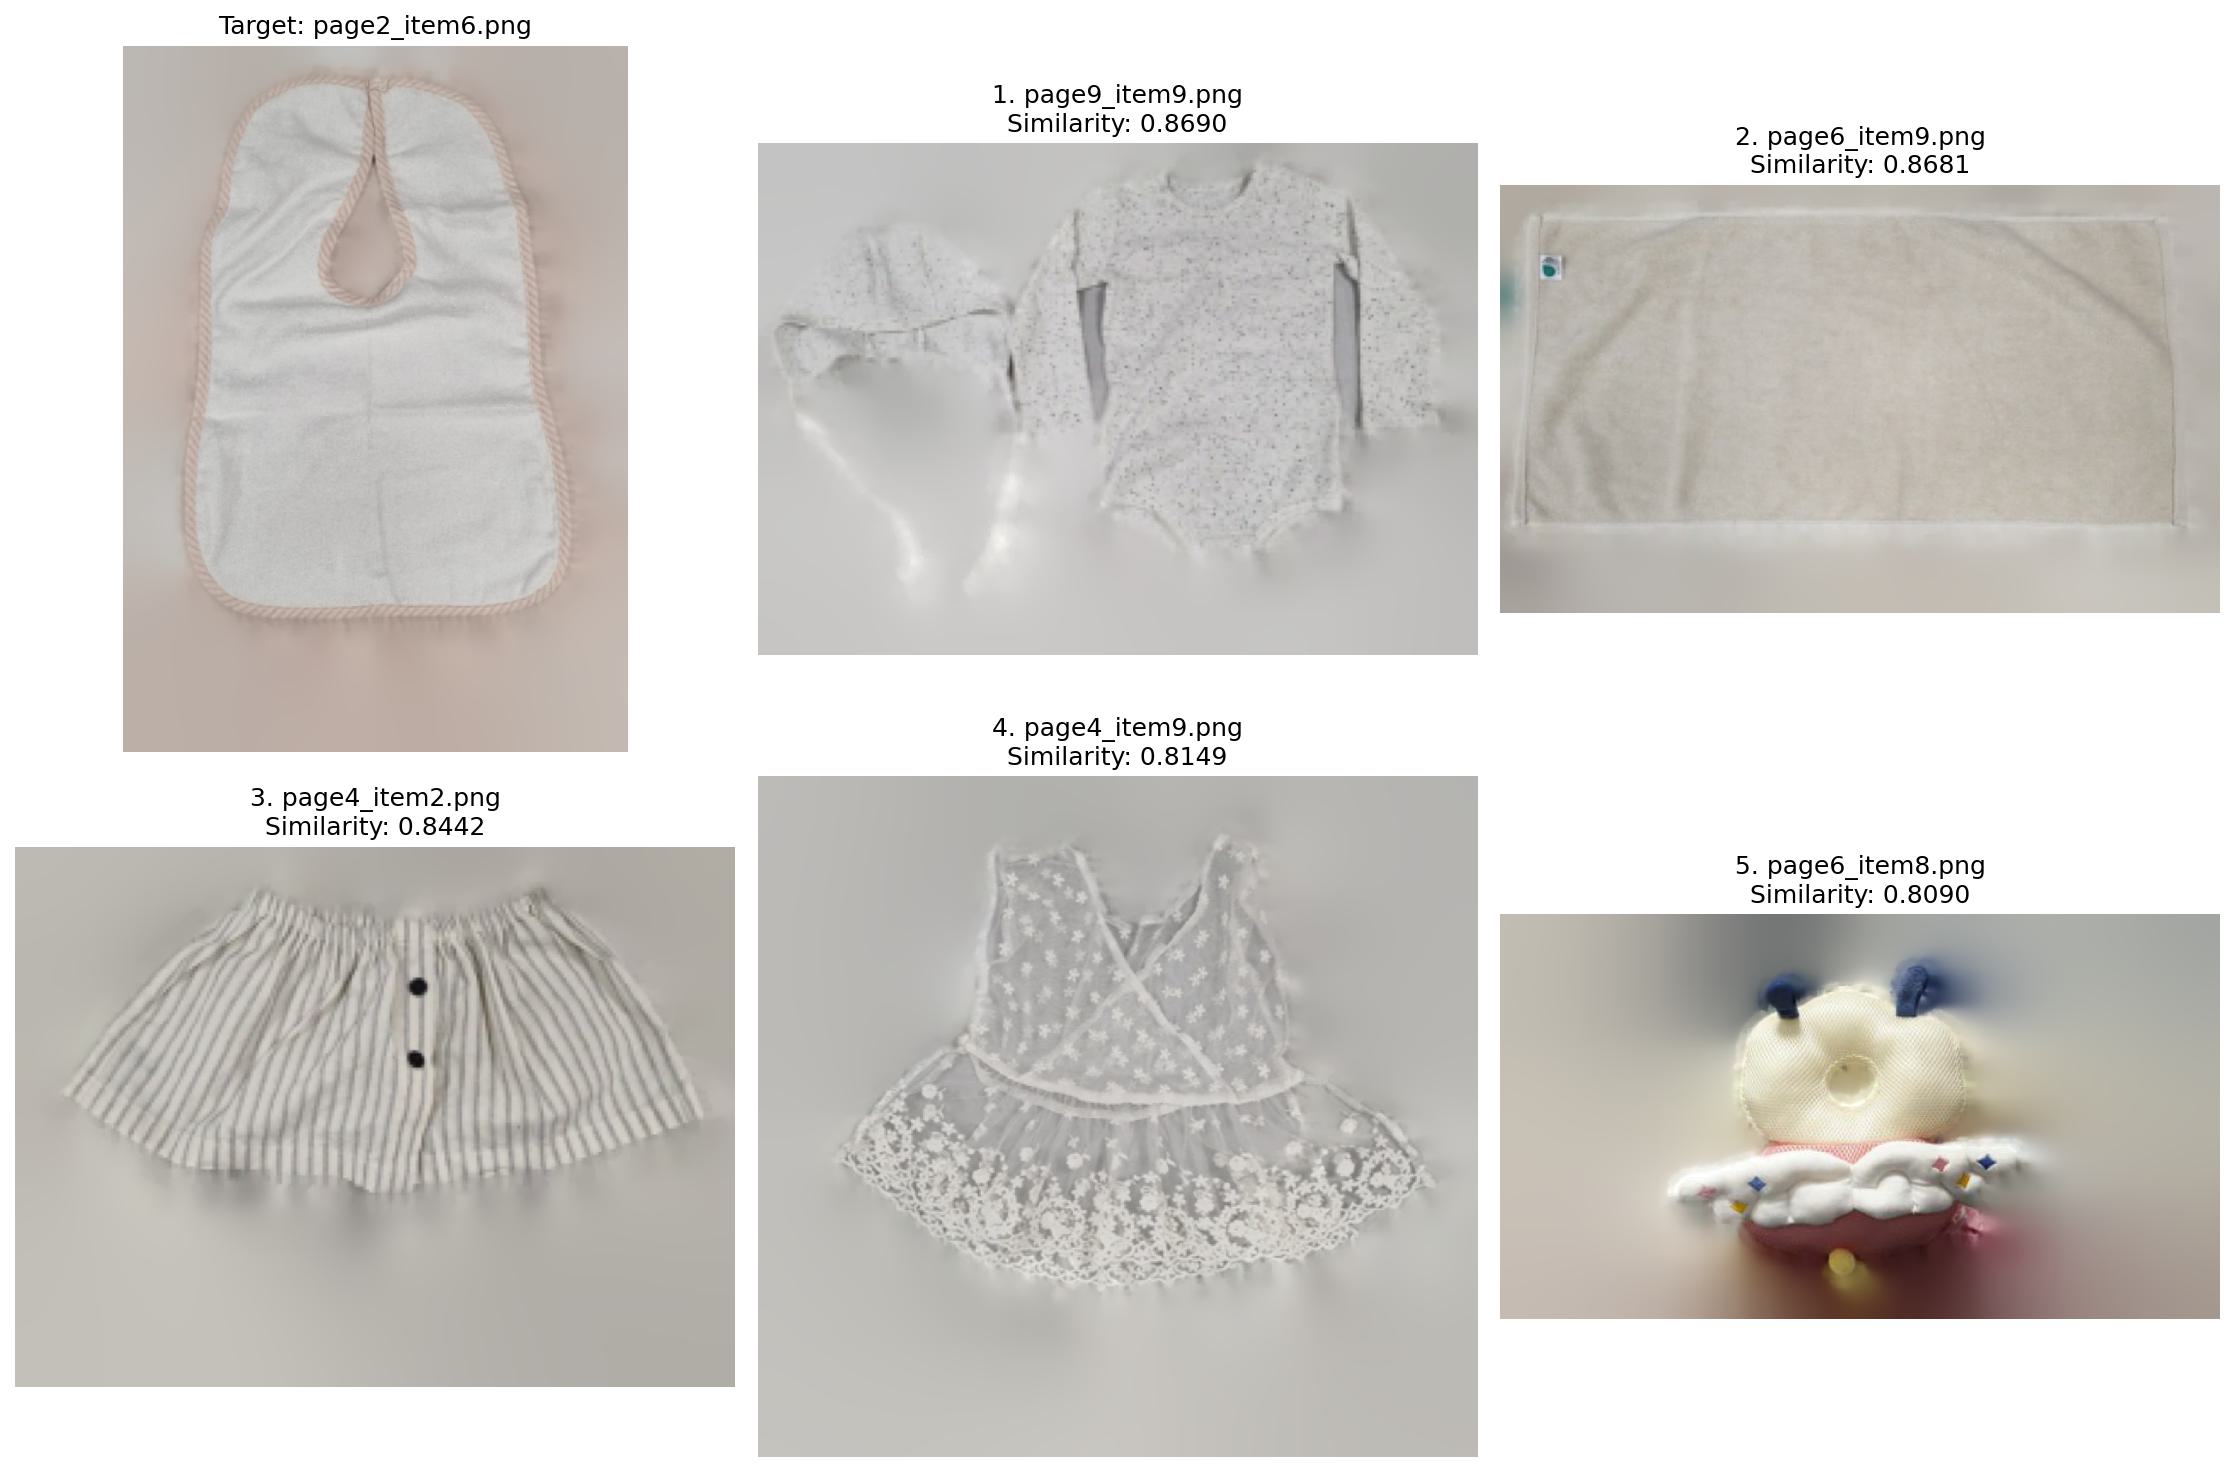 Target: page2_item6.png
1. page9_item9.png
Similarity: 0.8690
2. page6_item9.png
Similarity: 0.8681
3. page4_item2.png
Similarity: 0.8442
4. page4_item9.png
Similarity: 0.8149
5. page6_item8.png
Similarity: 0.8090